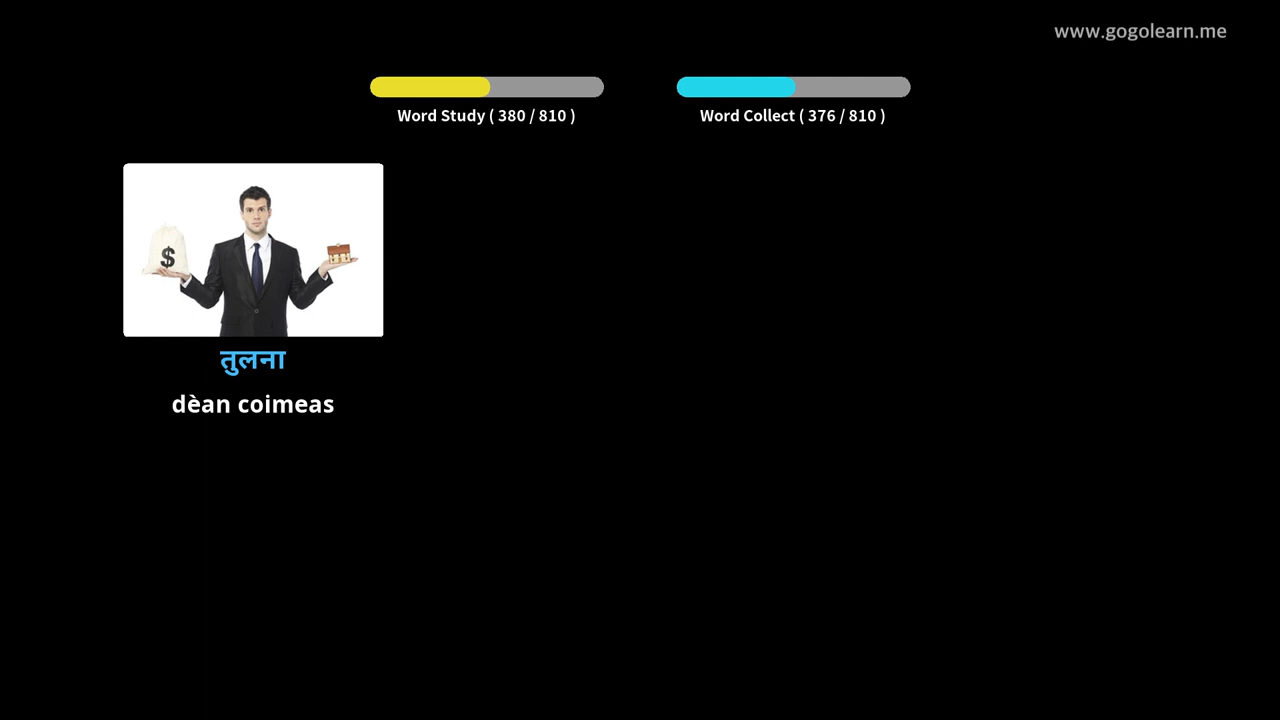 www.gogolearn.me
Word Study ( 380 / 810 )
Word Collect ( 376 / 810 )
$
तुलना
dèan coimeas